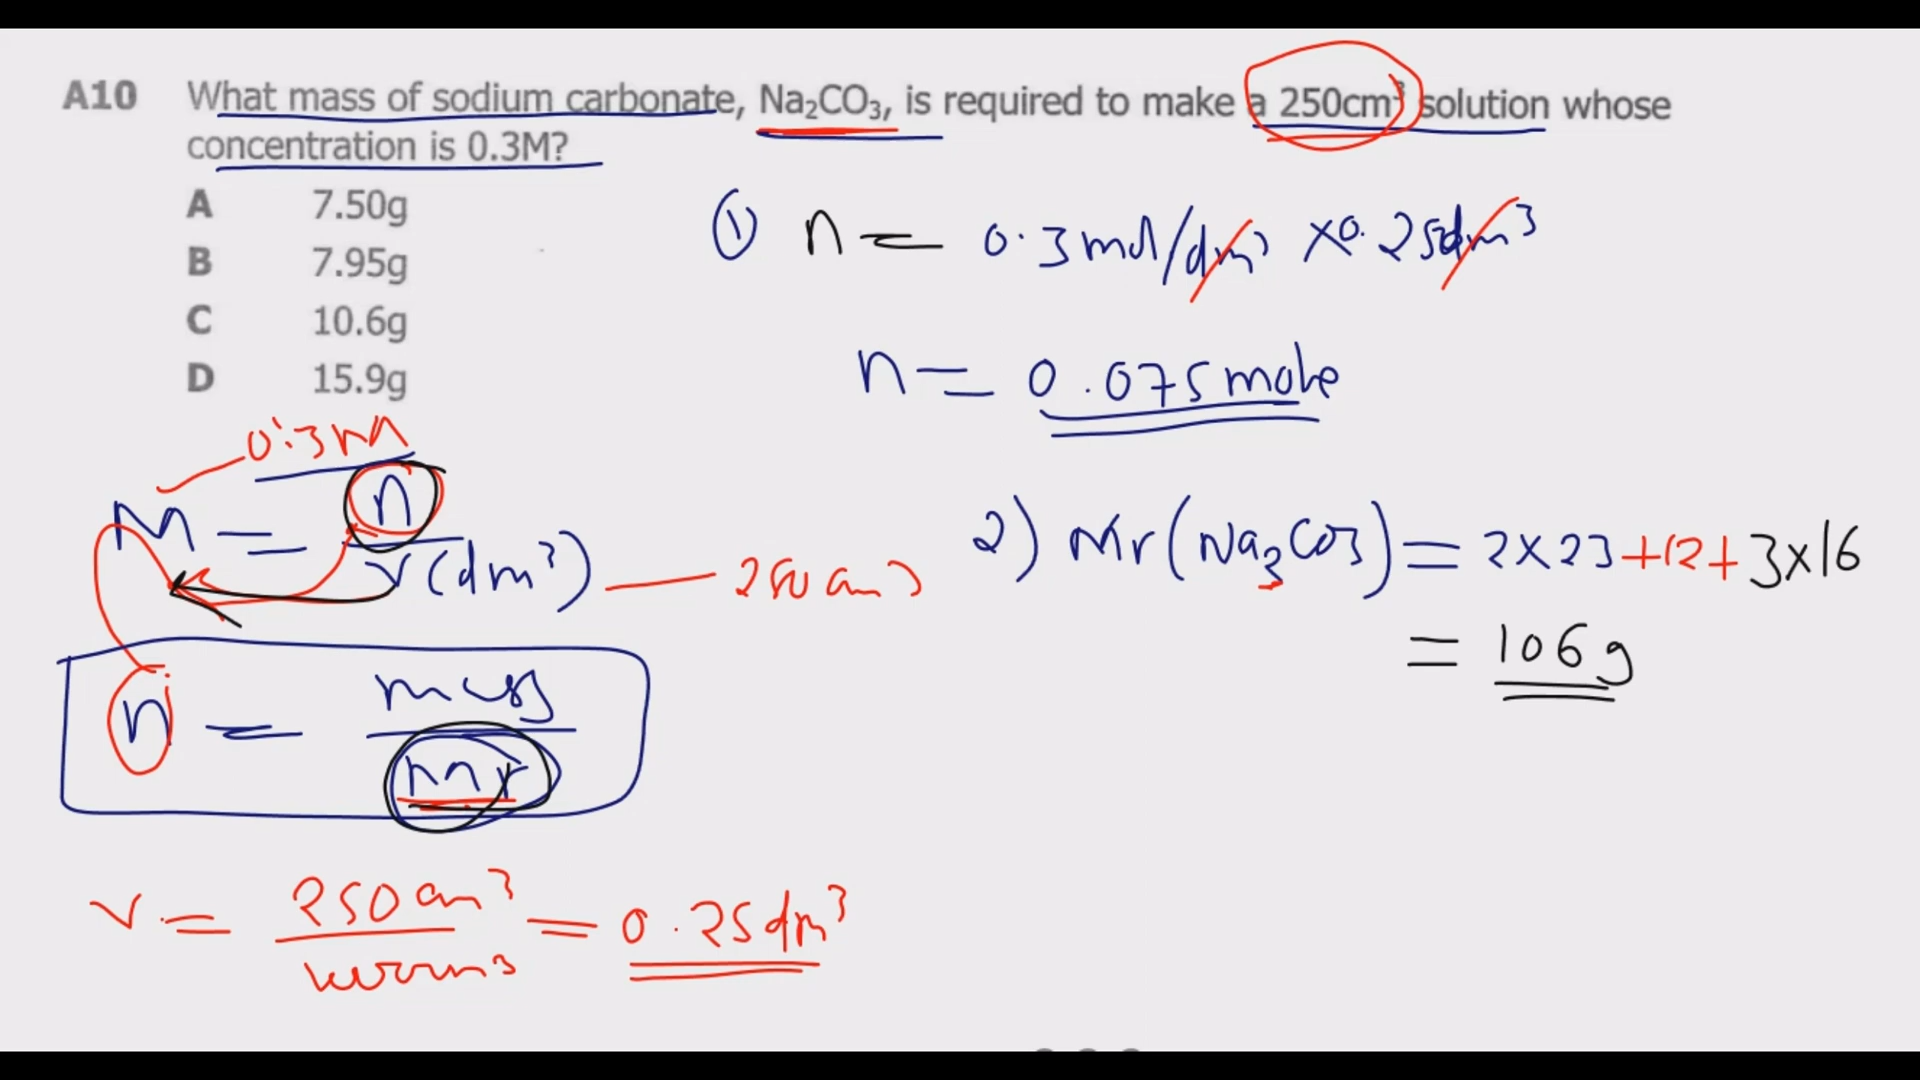 A10 What mass of sodium carbonate, Na₂CO₃, is required to make a 250cm³ solution whose
concentration is 0.3M?
A 7.50g
B 7.95g
C 10.6g
D 15.9g
① n = 0.3mol/dm³ × 0.25dm³
n = 0.075 mole
0.3M
M = n / V(dm³) — 250cm³
n = mass / Mr
V = 250cm³ / = 0.25dm³
2) Mr(Na₂CO₃) = 2×23+12+3×16
= 106g